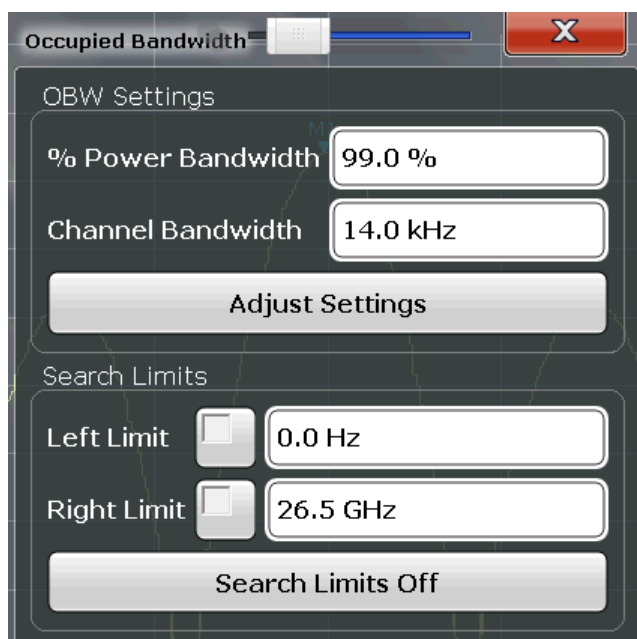 Occupied Bandwidth
X
OBW Settings
M1
% Power Bandwidth 99.0 %
Channel Bandwidth 14.0 kHz
Adjust Settings
Search Limits
Left Limit 0.0 Hz
Right Limit 26.5 GHz
Search Limits Off